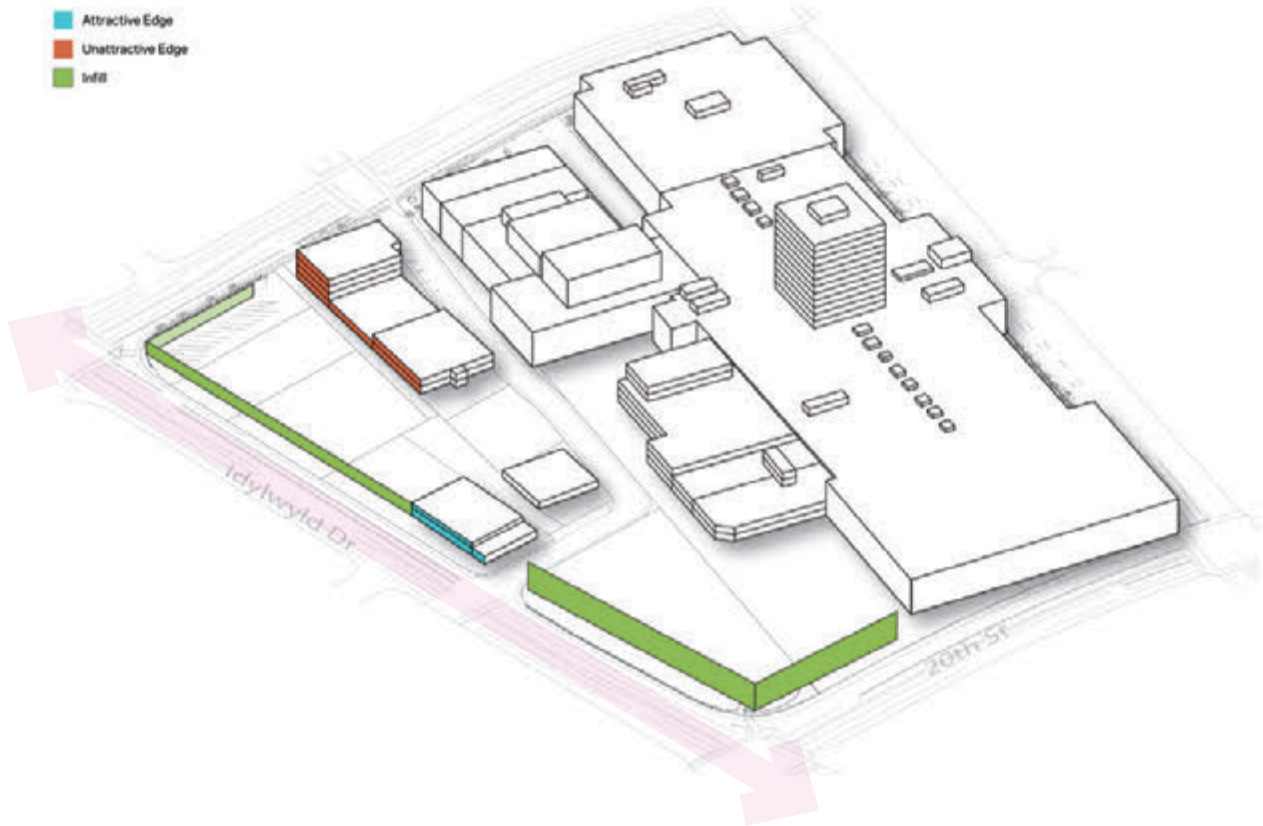 Attractive Edge
Unattractive Edge
Infill
Idylwyld Dr
20th St